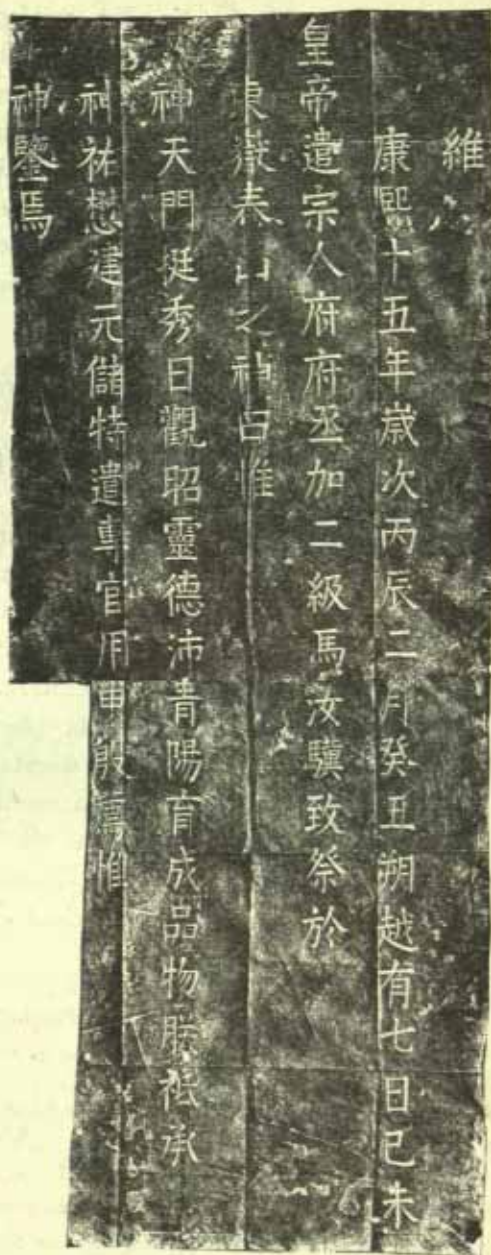 維
康熙十五年歲次丙辰二月癸丑朔越有七日己未
皇帝遣宗人府府丞加二級馬汝驥致祭於
東嶽泰山之神曰惟
神天門挺秀日觀昭靈德沛青陽育成品物朕祗承
神祐懋建元儲特遣專官用申殷薦惟
神鑒焉